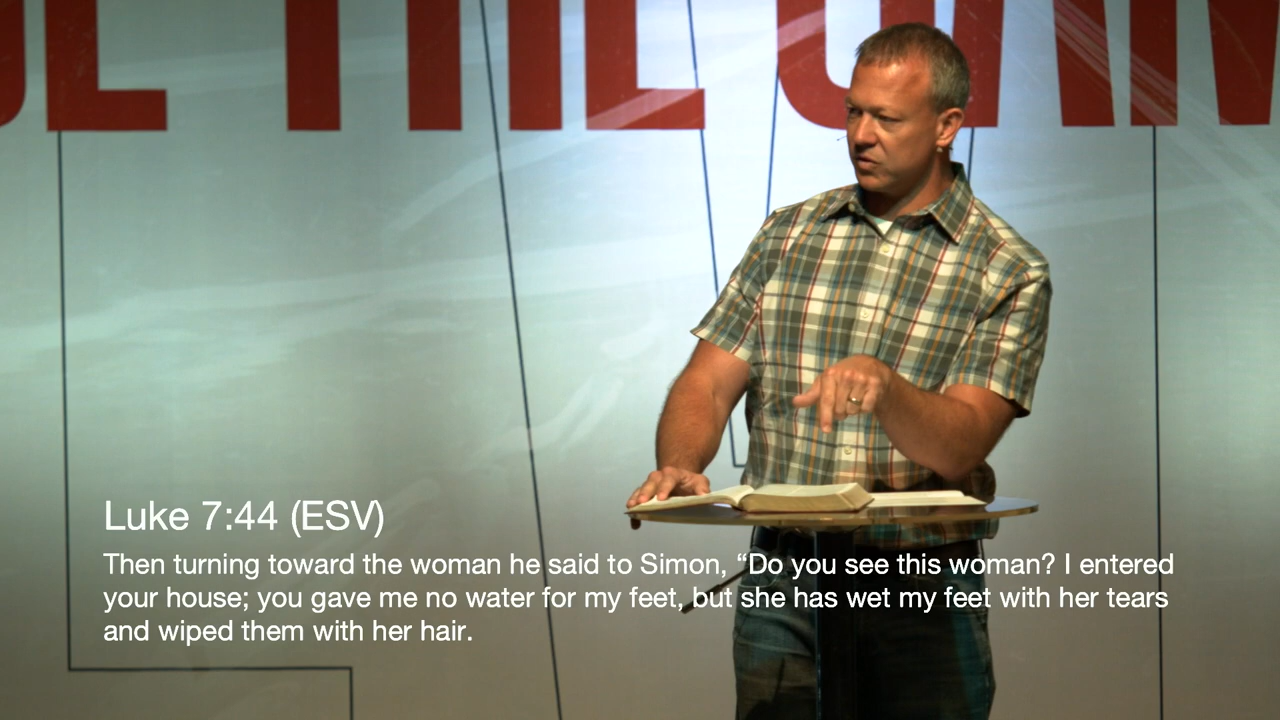 THE
Luke 7:44 (ESV)
Then turning toward the woman he said to Simon, “Do you see this woman? I entered
your house; you gave me no water for my feet, but she has wet my feet with her tears
and wiped them with her hair.